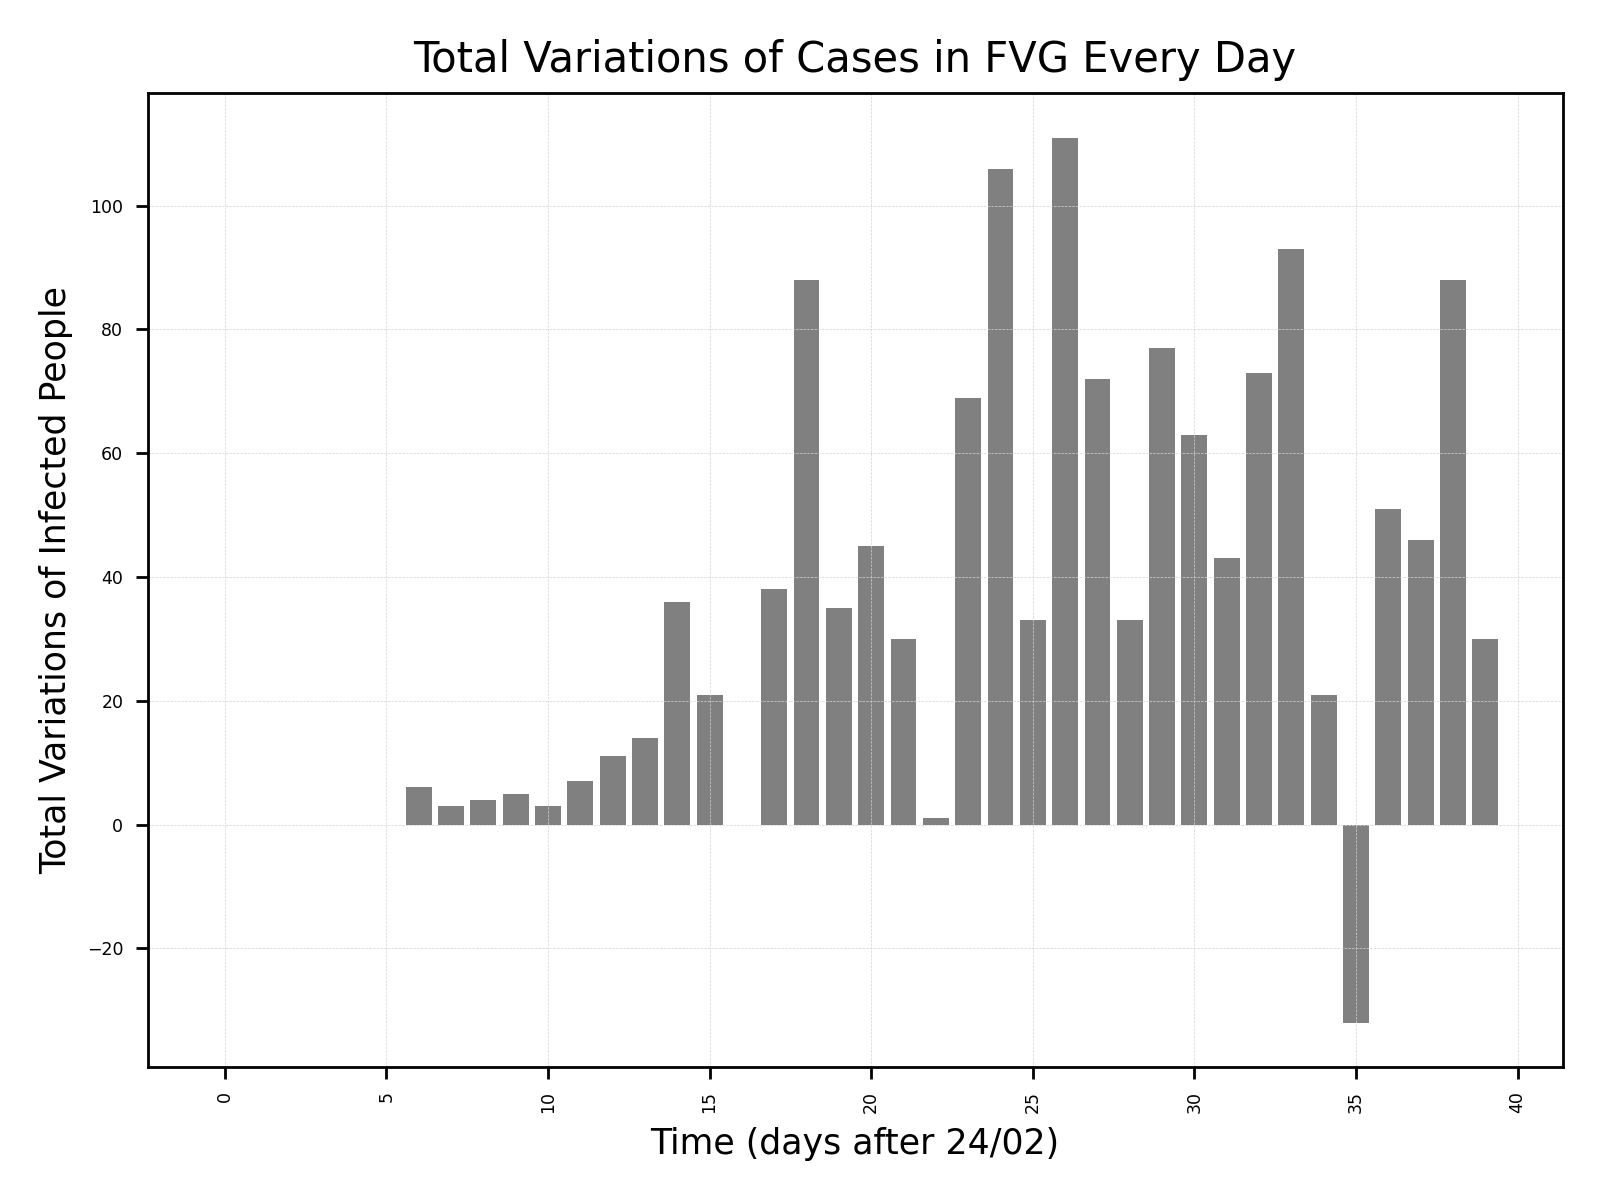 Total Variations of Cases in FVG Every Day
Total Variations of Infected People
100
80
60
40
20
0
−20
0 5 10 15 20 25 30 35 40
Time (days after 24/02)